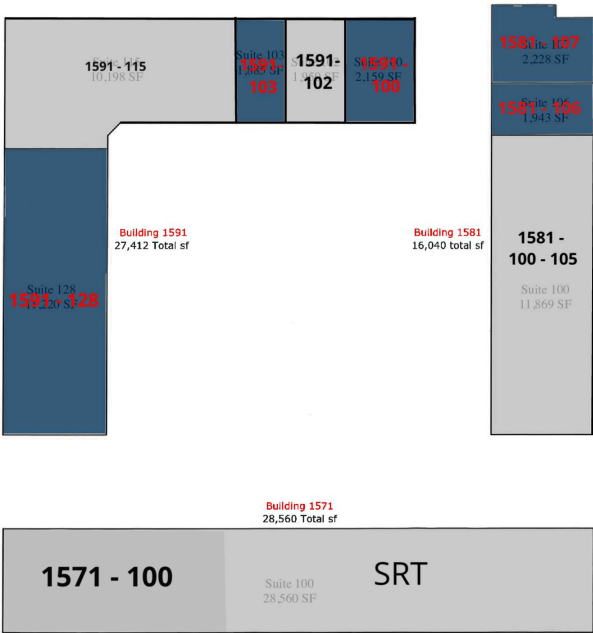 1591 - 115
10,198 SF
Suite 103
1,885 SF
1591-
103
1591-
102
2,159 SF
1591-
100
1581 - 107
2,228 SF
1581 - 106
1,943 SF
Building 1591
27,412 Total sf
Building 1581
16,040 total sf
1581 -
100 - 105
Suite 100
11,869 SF
Suite 128
1591 - 128
Building 1571
28,560 Total sf
1571 - 100
Suite 100
28,560 SF
SRT